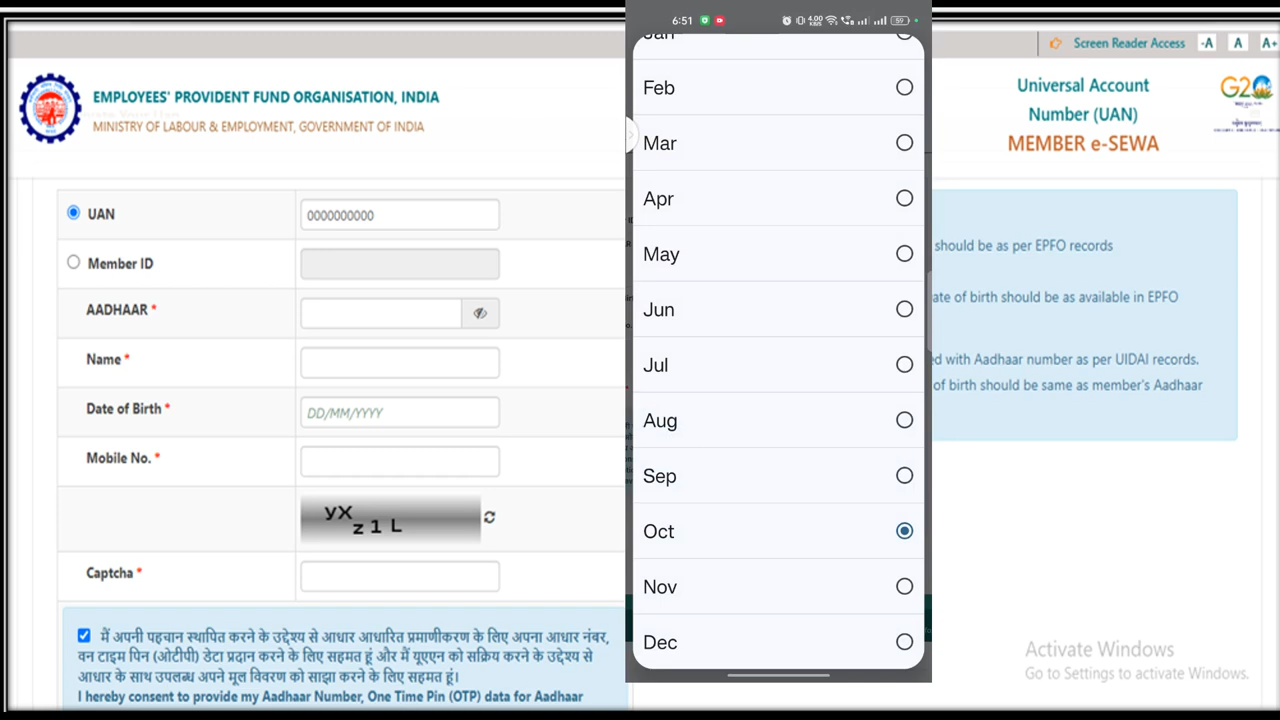 6:51
4.00 KB/S
59
Screen Reader Access
-A
A
A+
EMPLOYEES' PROVIDENT FUND ORGANISATION, INDIA
MINISTRY OF LABOUR & EMPLOYMENT, GOVERNMENT OF INDIA
Universal Account
Number (UAN)
MEMBER e-SEWA
G20
UAN
0000000000
Member ID
AADHAAR *
Name *
Date of Birth *
DD/MM/YYYY
Mobile No. *
yX z 1 L
Captcha *
मैं अपनी पहचान स्थापित करने के उद्देश्य से आधार आधारित प्रमाणीकरण के लिए अपना आधार नंबर,
वन टाइम पिन (ओटीपी) डेटा प्रदान करने के लिए सहमत हूं और मैं यूएएन को सक्रिय करने के उद्देश्य से
आधार के साथ उपलब्ध अपने मूल विवरण को साझा करने के लिए सहमत हूं।
I hereby consent to provide my Aadhaar Number, One Time Pin (OTP) data for Aadhaar
Jan
Feb
Mar
Apr
May
Jun
Jul
Aug
Sep
Oct
Nov
Dec
should be as per EPFO records
ate of birth should be as available in EPFO
ed with Aadhaar number as per UIDAI records.
of birth should be same as member's Aadhaar
Activate Windows
Go to Settings to activate Windows.